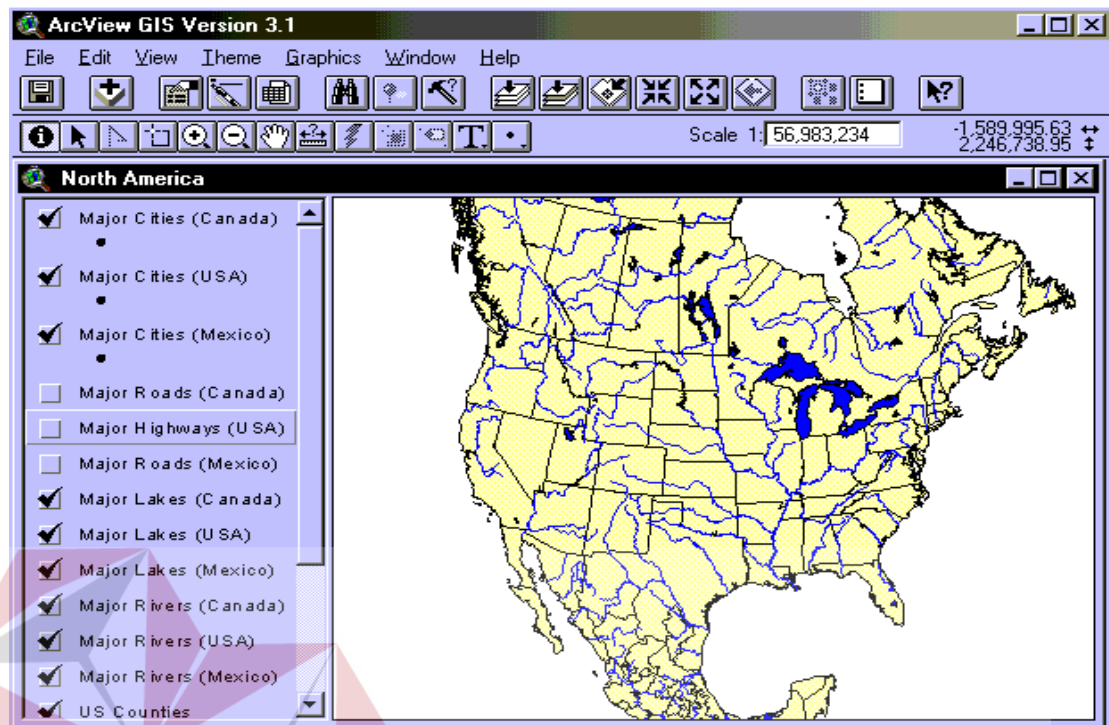 ArcView GIS Version 3.1
File Edit View Theme Graphics Window Help
Scale 1: 56,983,234
-1,589,995.63
2,246,738.95
North America
Major Cities (Canada)
Major Cities (USA)
Major Cities (Mexico)
Major Roads (Canada)
Major Highways (USA)
Major Roads (Mexico)
Major Lakes (Canada)
Major Lakes (USA)
Major Lakes (Mexico)
Major Rivers (Canada)
Major Rivers (USA)
Major Rivers (Mexico)
US Counties